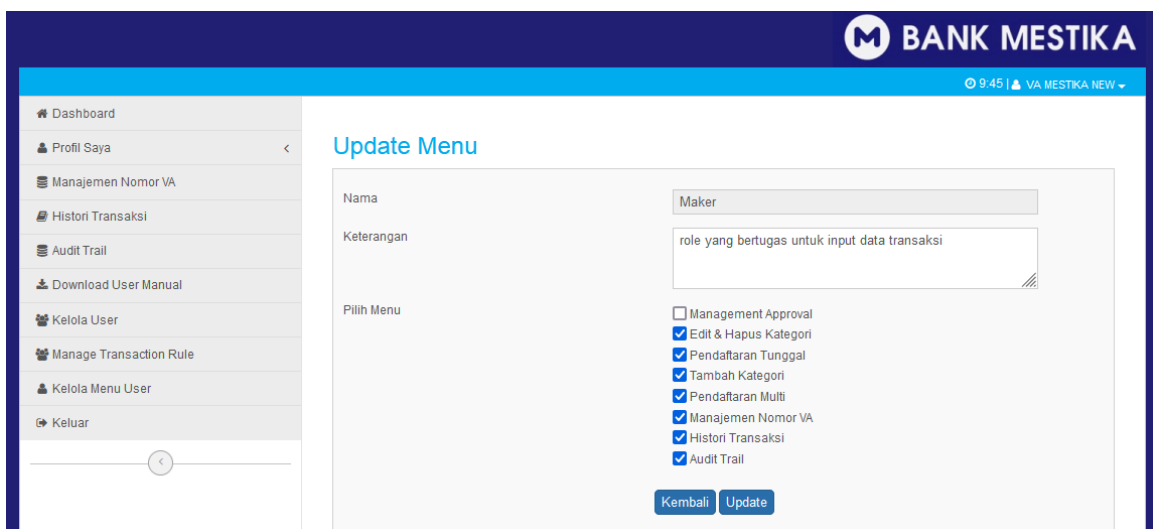 M BANK MESTIKA
9:45 | VA MESTIKA NEW
Dashboard
Profil Saya
Manajemen Nomor VA
Histori Transaksi
Audit Trail
Download User Manual
Kelola User
Manage Transaction Rule
Kelola Menu User
Keluar
Update Menu
Nama
Maker
Keterangan
role yang bertugas untuk input data transaksi
Pilih Menu
Management Approval
Edit & Hapus Kategori
Pendaftaran Tunggal
Tambah Kategori
Pendaftaran Multi
Manajemen Nomor VA
Histori Transaksi
Audit Trail
Kembali Update